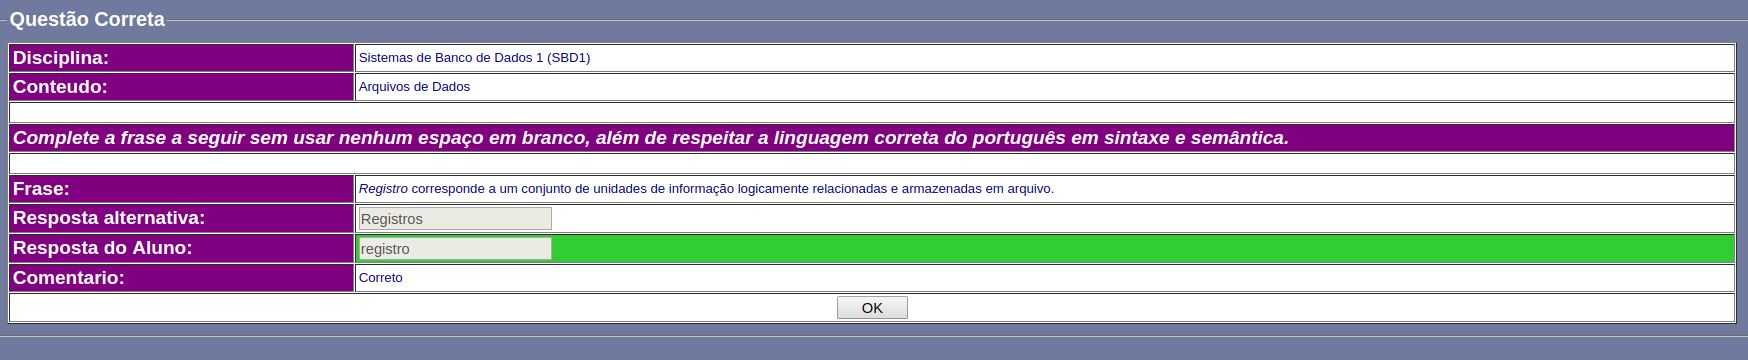 Questão Correta
Disciplina: Sistemas de Banco de Dados 1 (SBD1)
Conteudo: Arquivos de Dados
Complete a frase a seguir sem usar nenhum espaço em branco, além de respeitar a linguagem correta do português em sintaxe e semântica.
Frase: Registro corresponde a um conjunto de unidades de informação logicamente relacionadas e armazenadas em arquivo.
Resposta alternativa: Registros
Resposta do Aluno: registro
Comentario: Correto
OK